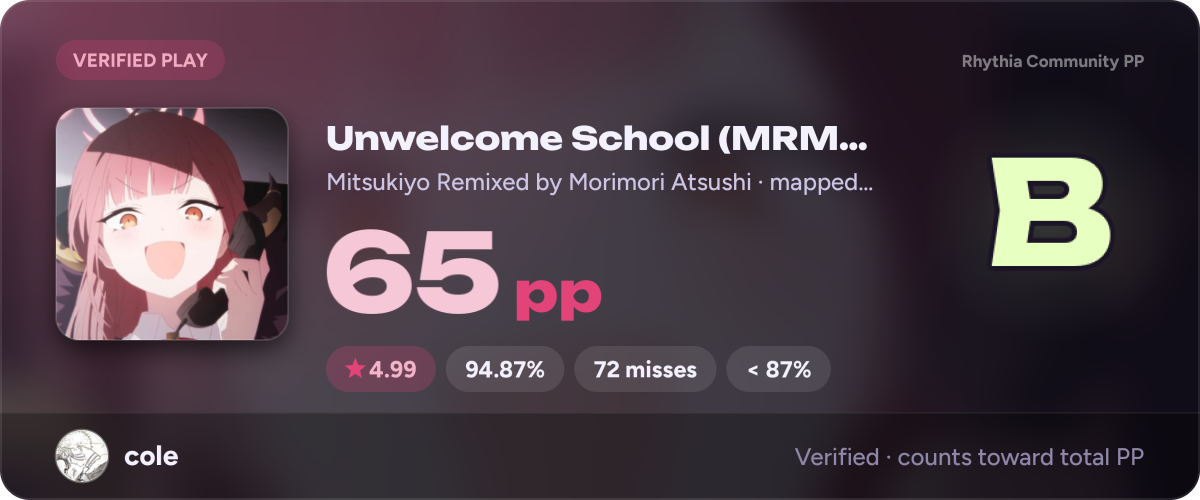 VERIFIED PLAY
Rhythia Community PP
Unwelcome School (MRM...
Mitsukiyo Remixed by Morimori Atsushi · mapped...
B
65 pp
★ 4.99
94.87%
72 misses
< 87%
cole
Verified · counts toward total PP